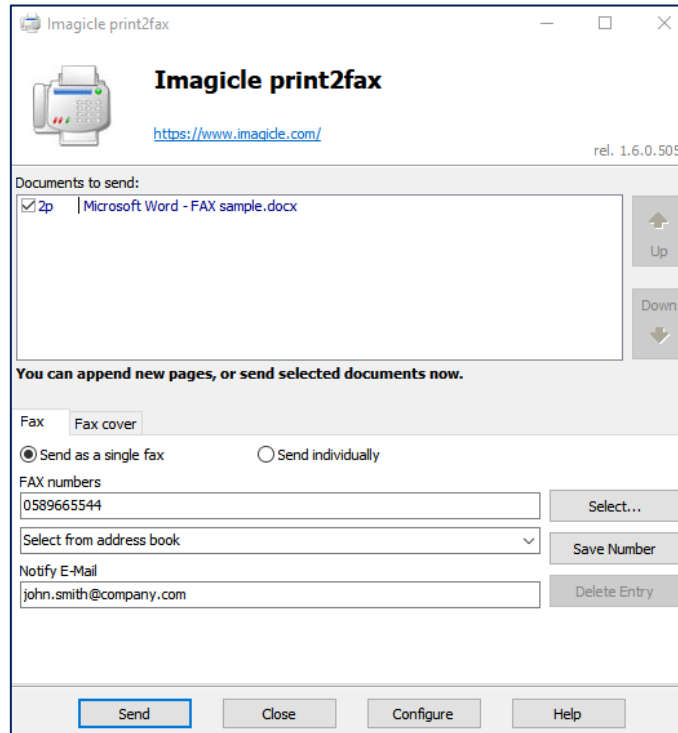 Imagicle print2fax
Imagicle print2fax
https://www.imagicle.com/
rel. 1.6.0.505
Documents to send:
2p Microsoft Word - FAX sample.docx
Up
Down
You can append new pages, or send selected documents now.
Fax Fax cover
Send as a single fax Send individually
FAX numbers
0589665544 Select...
Select from address book Save Number
Notify E-Mail
john.smith@company.com Delete Entry
Send Close Configure Help